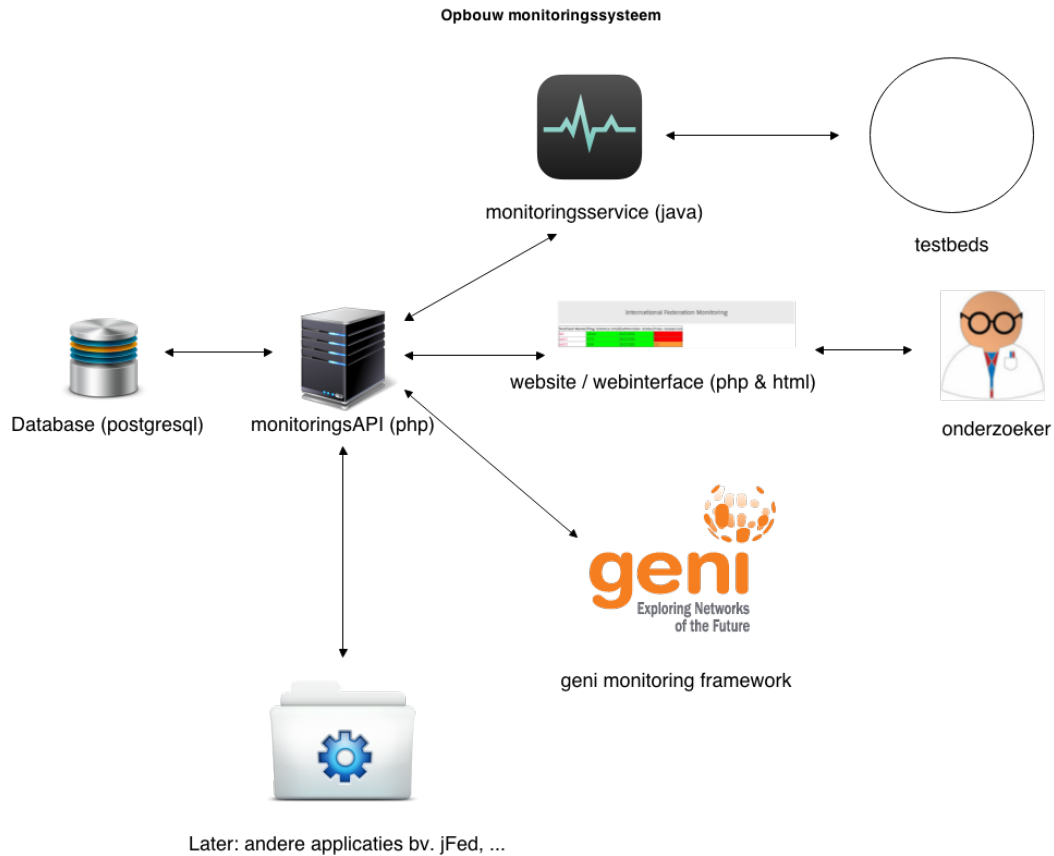 Opbouw monitoringssysteem
monitoringsservice (java)
testbeds
International Federation Monitoring
website / webinterface (php & html)
onderzoeker
Database (postgresql)
monitoringsAPI (php)
geni
Exploring Networks
of the Future
geni monitoring framework
Later: andere applicaties bv. jFed, ...